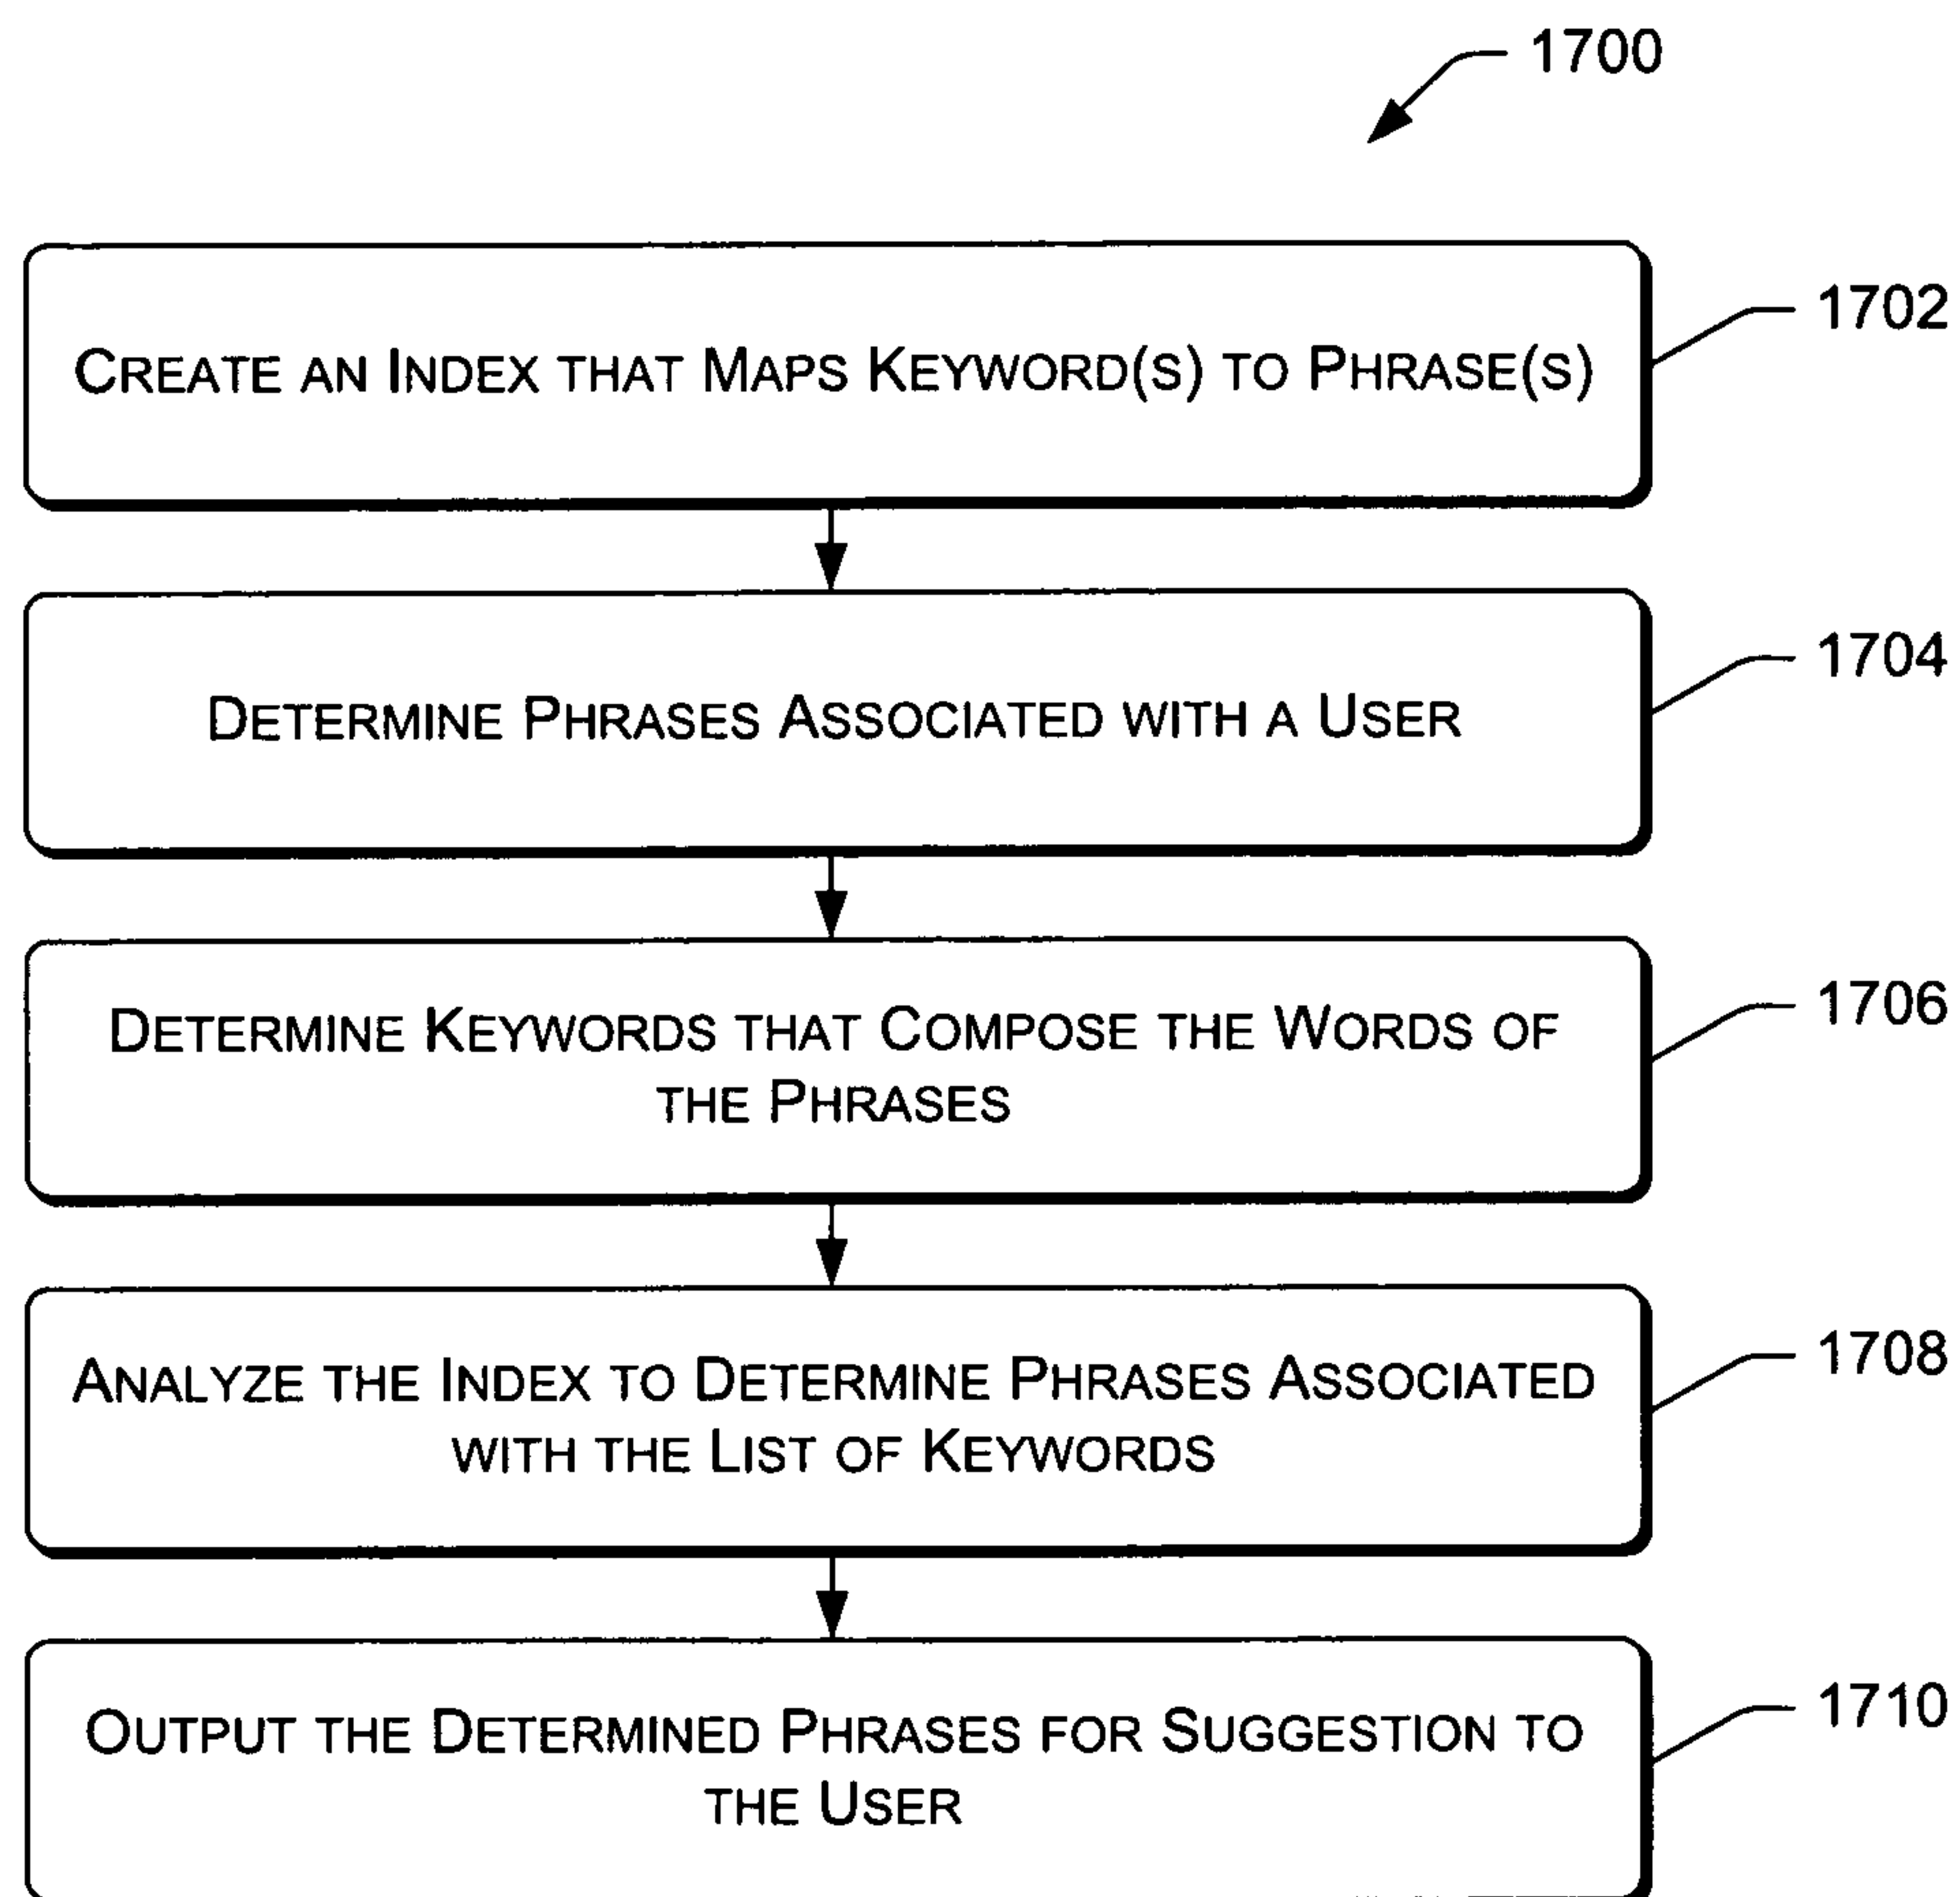 1700
CREATE AN INDEX THAT MAPS KEYWORD(S) TO PHRASE(S)
1702
DETERMINE PHRASES ASSOCIATED WITH A USER
1704
DETERMINE KEYWORDS THAT COMPOSE THE WORDS OF
THE PHRASES
1706
ANALYZE THE INDEX TO DETERMINE PHRASES ASSOCIATED
WITH THE LIST OF KEYWORDS
1708
OUTPUT THE DETERMINED PHRASES FOR SUGGESTION TO
THE USER
1710